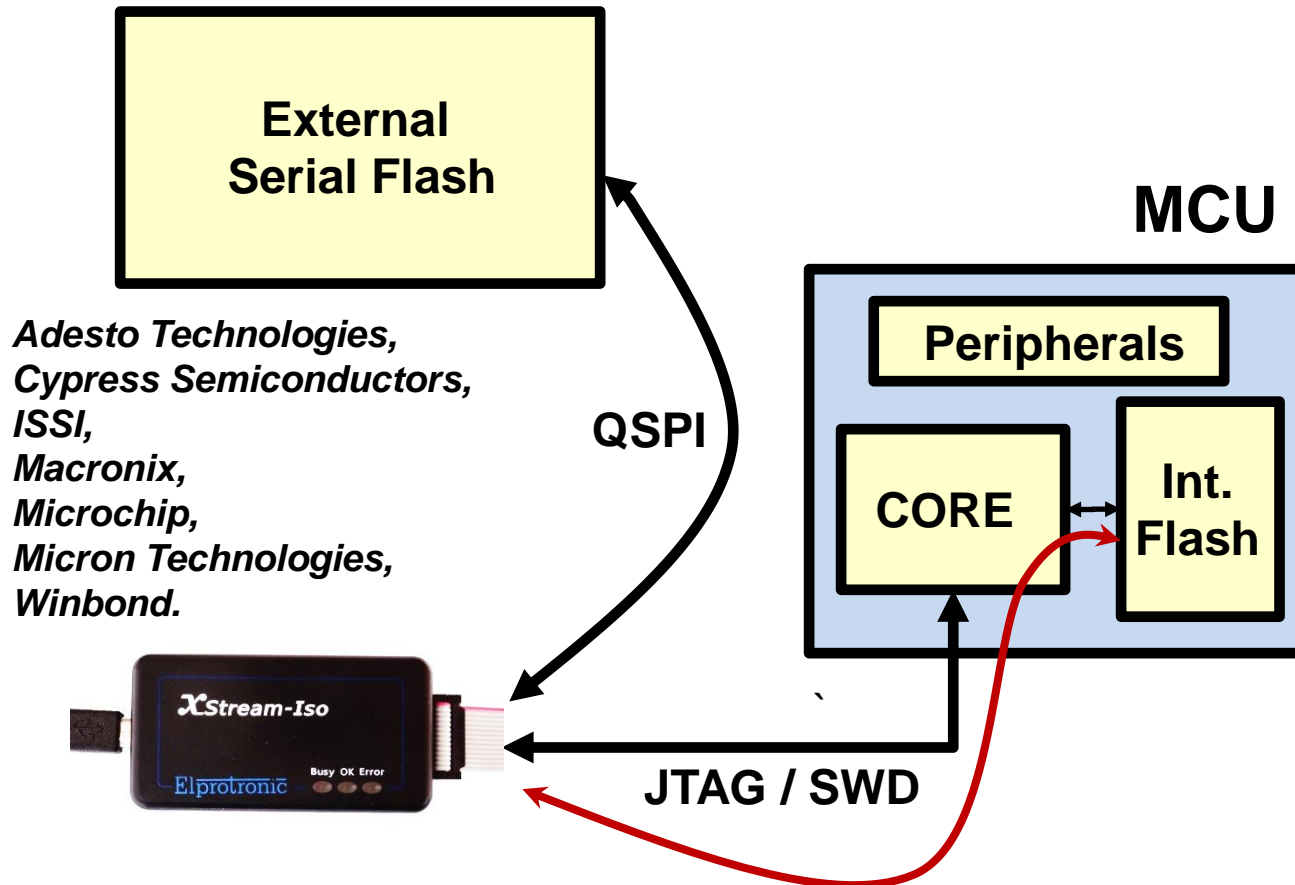 External
Serial Flash
MCU
Adesto Technologies,
Cypress Semiconductors,
ISSI,
Macronix,
Microchip,
Micron Technologies,
Winbond.
Peripherals
QSPI
CORE
Int.
Flash
XStream-Iso
Busy OK Error
Elprotronic
`
JTAG / SWD